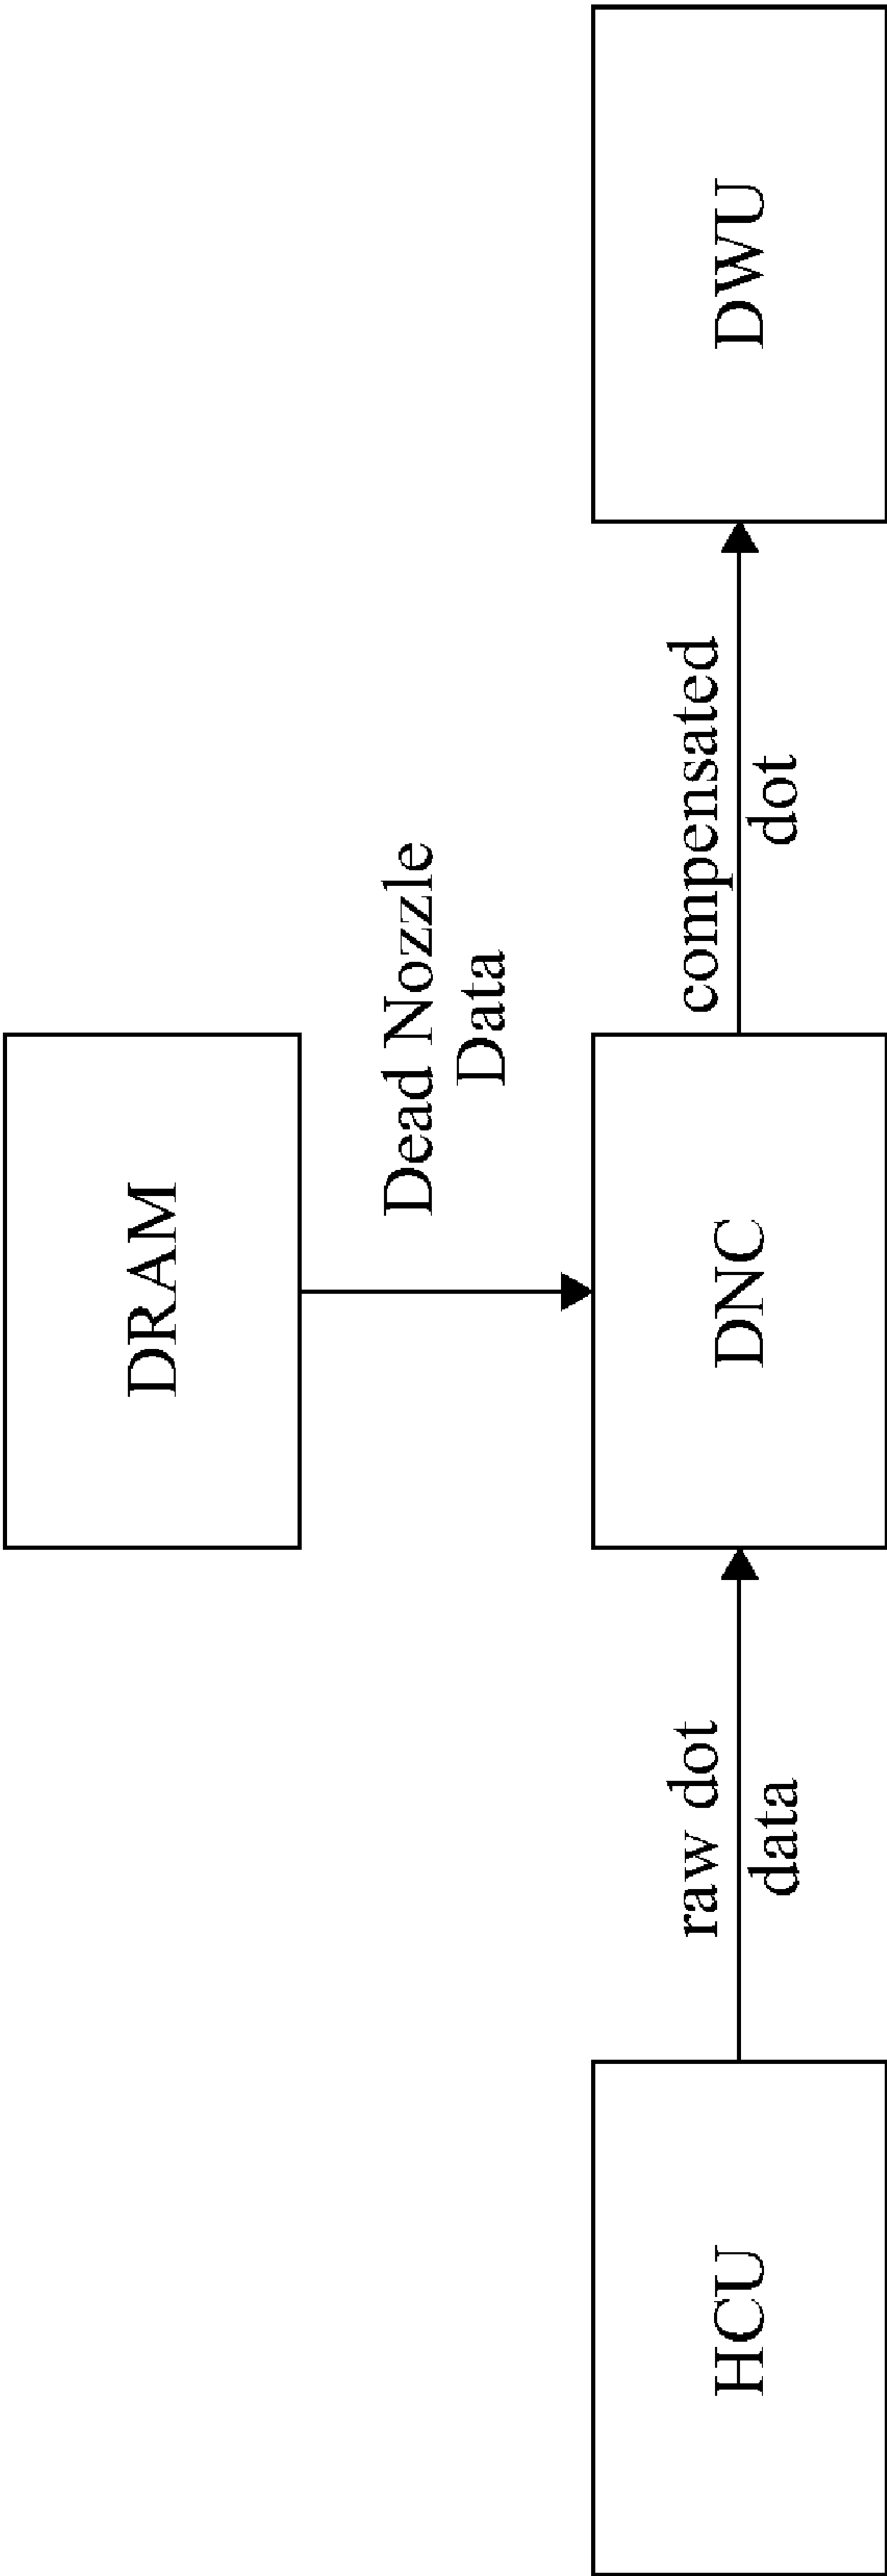 DRAM
Dead Nozzle
Data
HCU
raw dot
data
DNC
compensated
dot
DWU